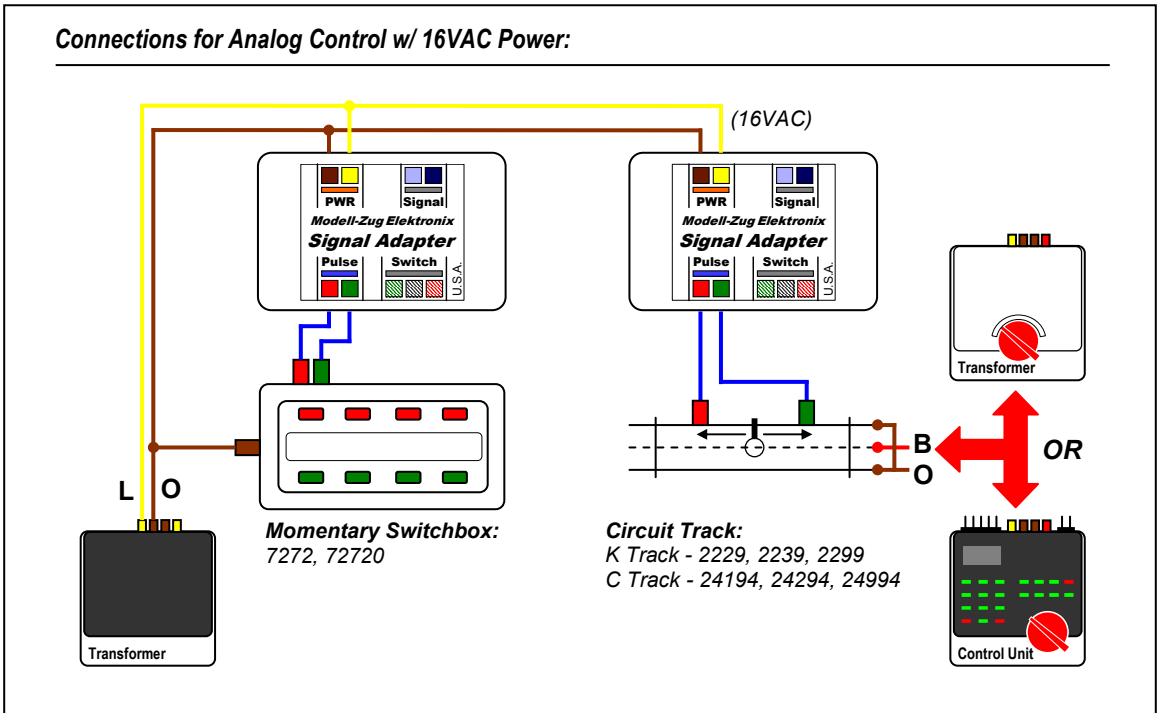 Connections for Analog Control w/ 16VAC Power:
(16VAC)
PWR Signal
Modell-Zug Elektronix
Signal Adapter
Pulse Switch
U.S.A.
PWR Signal
Modell-Zug Elektronix
Signal Adapter
Pulse Switch
U.S.A.
Transformer
B
O
OR
L O
Momentary Switchbox:
7272, 72720
Circuit Track:
K Track - 2229, 2239, 2299
C Track - 24194, 24294, 24994
Transformer
Control Unit